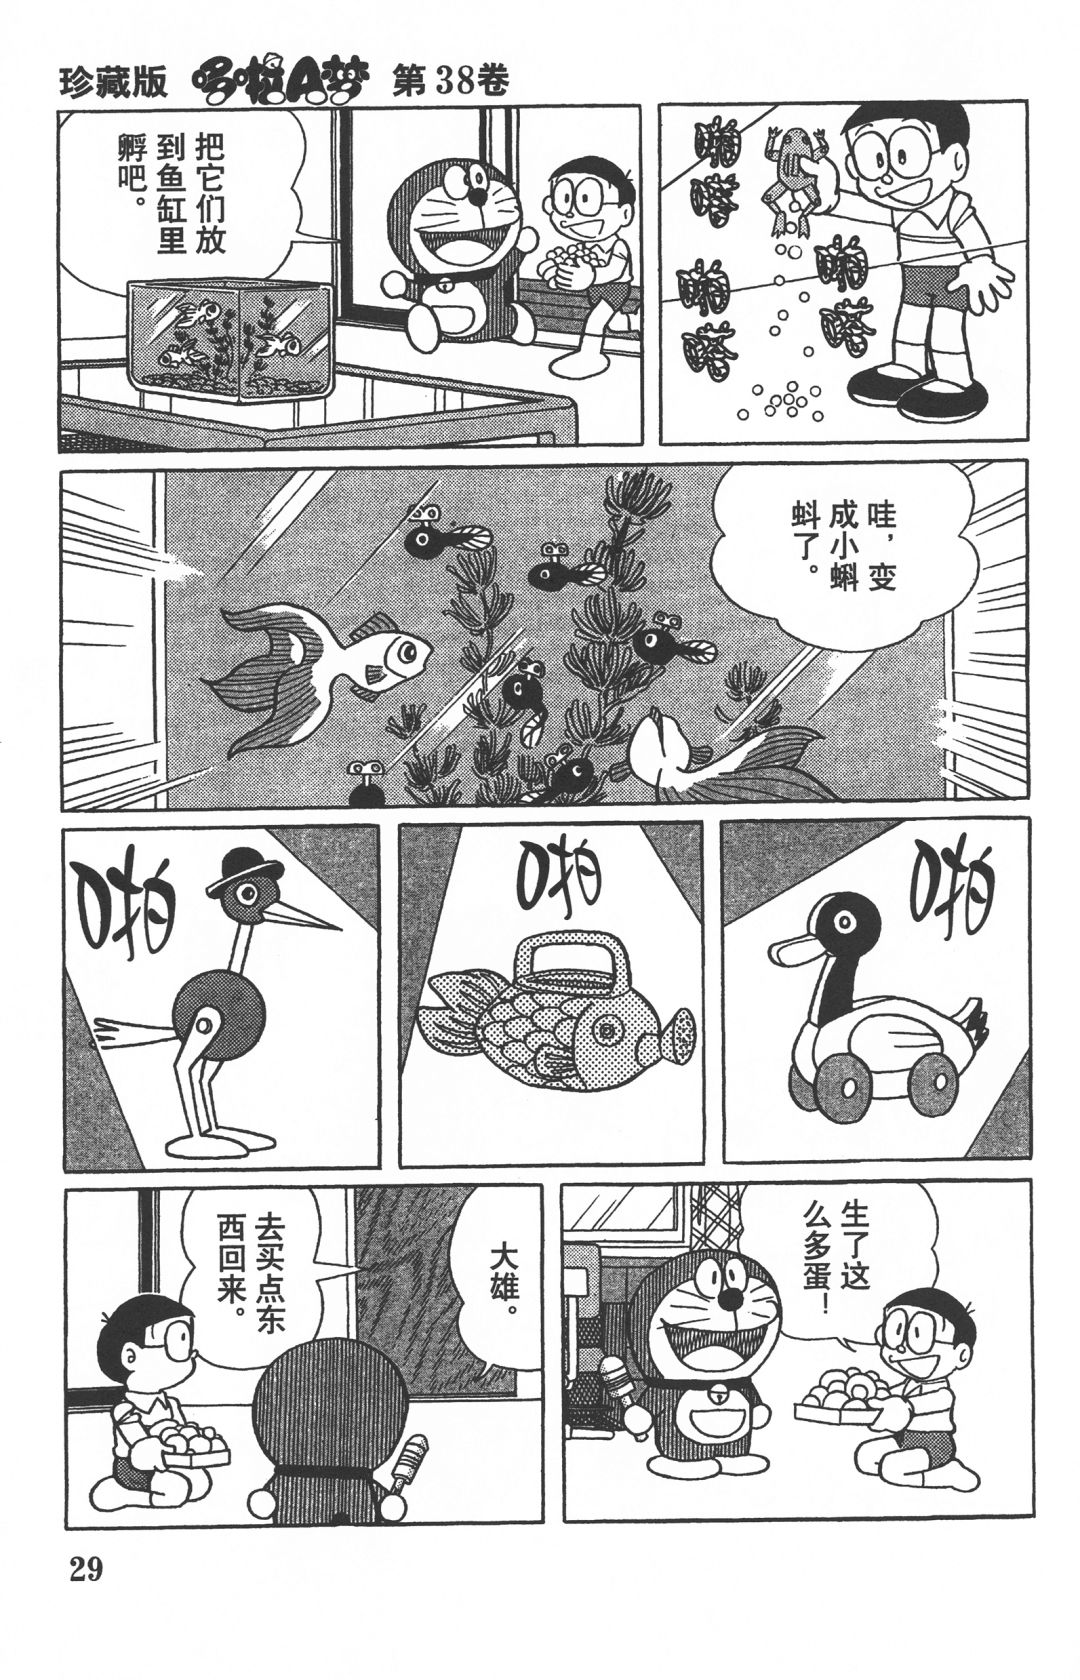 珍藏版 哆啦A梦 第38卷
啪嗒
啪嗒
啪嗒
把它们放
到鱼缸里
孵吧。
哇，变
成小蝌
蚪了。
啪
啪
啪
生了这
么多蛋！
大雄。
去买点东
西回来。
29